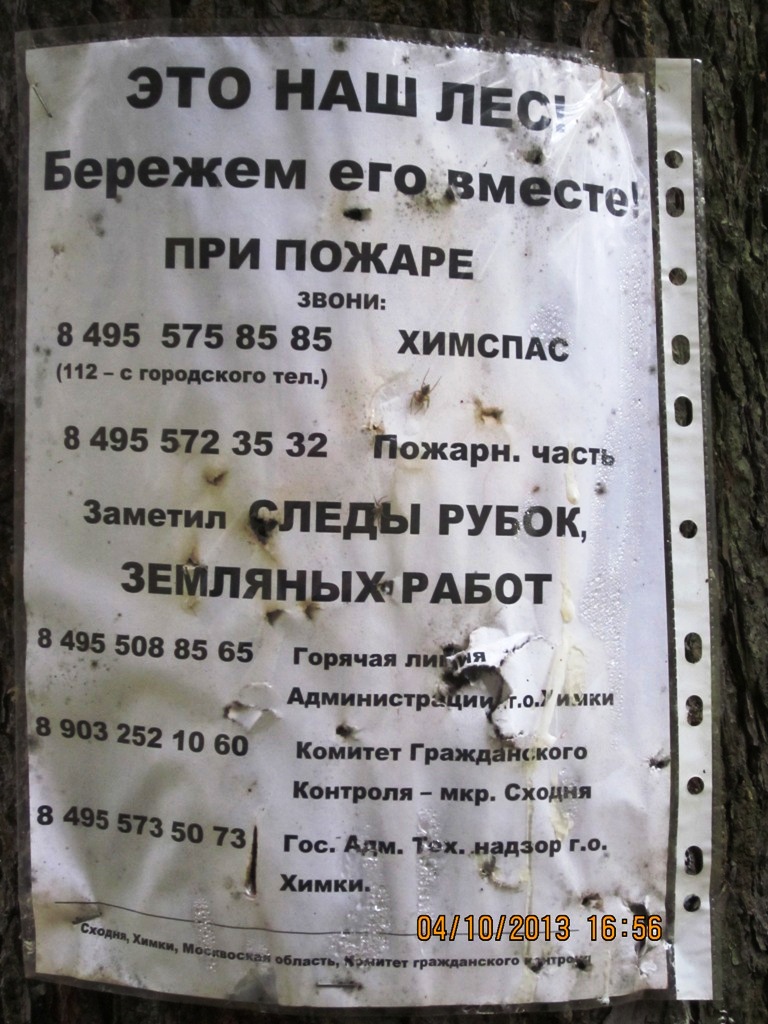 ЭТО НАШ ЛЕС!
Бережем его вместе!
ПРИ ПОЖАРЕ
ЗВОНИ:
8 495 575 85 85 ХИМСПАС
(112 – с городского тел.)
8 495 572 35 32 Пожарн. часть
Заметил СЛЕДЫ РУБОК,
ЗЕМЛЯНЫХ РАБОТ
8 495 508 85 65 Горячая линия
Администрации г.о.Химки
8 903 252 10 60 Комитет Гражданского
Контроля – мкр. Сходня
8 495 573 50 73 Гос. Адм. Тех. надзор г.о.
Химки.
04/10/2013 16:56
Сходня, Химки, Москвоская область, Комитет гражданского контроля